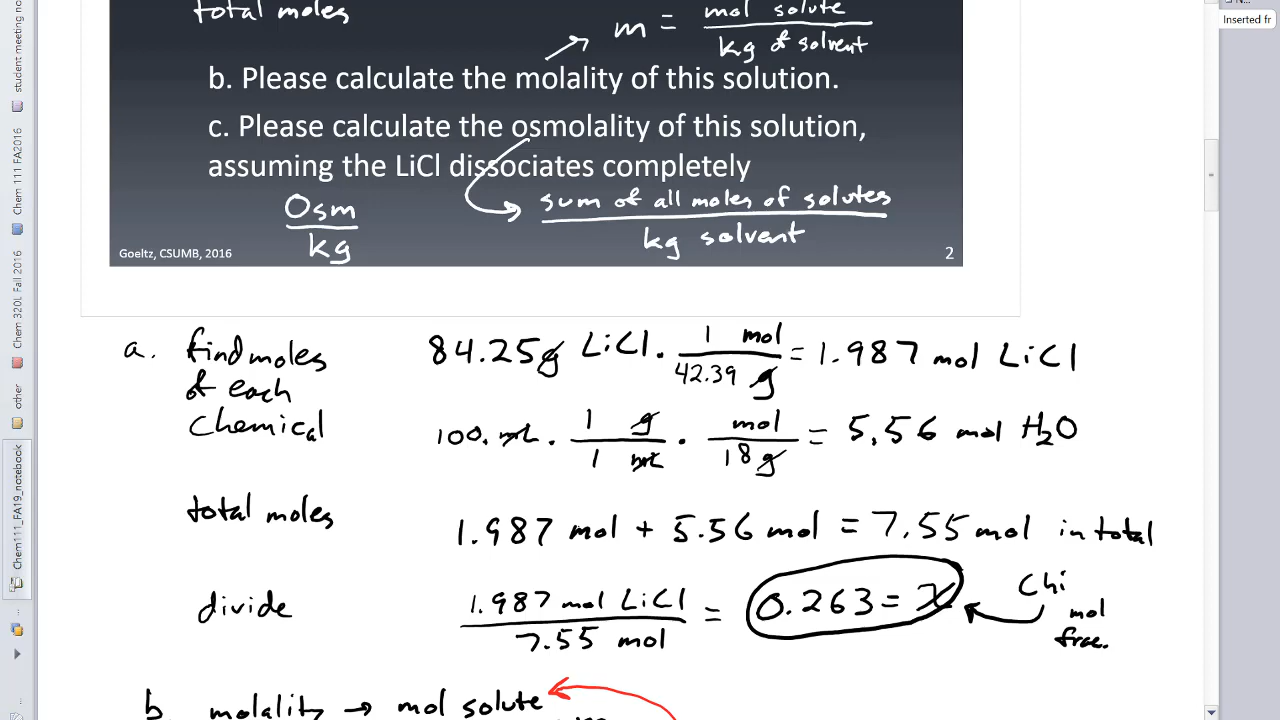 student meeting no
Chem 111 FA201
Chem 320L Fall 2016
other
Chem111_FA19_notebook
Inserted fr
total moles
m = mol solute / kg of solvent
b. Please calculate the molality of this solution.
c. Please calculate the osmolality of this solution,
assuming the LiCl dissociates completely
Osm / kg
sum of all moles of solutes / kg solvent
Goeltz, CSUMB, 2016
2
a. find moles of each chemical
84.25g LiCl · 1 mol / 42.39 g = 1.987 mol LiCl
100. mL · 1 g / 1 mL · mol / 18g = 5.56 mol H₂O
total moles
1.987 mol + 5.56 mol = 7.55 mol in total
divide
1.987 mol LiCl / 7.55 mol = 0.263 = χ
Chi
mol
frac.
b. molality → mol solute